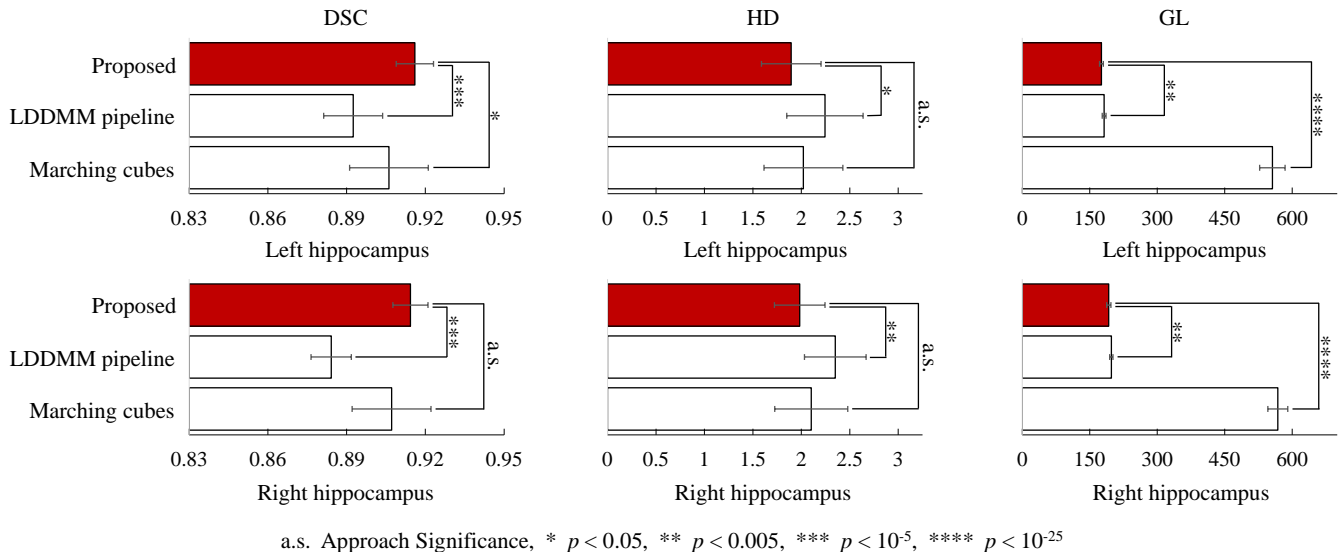 DSC HD GL
Proposed
LDDMM pipeline
Marching cubes
*** * * a.s. ** ****
0.83 0.86 0.89 0.92 0.95 0 0.5 1 1.5 2 2.5 3 0 150 300 450 600
Left hippocampus Left hippocampus Left hippocampus
Proposed
LDDMM pipeline
Marching cubes
*** a.s. ** a.s. ** ****
0.83 0.86 0.89 0.92 0.95 0 0.5 1 1.5 2 2.5 3 0 150 300 450 600
Right hippocampus Right hippocampus Right hippocampus
a.s. Approach Significance, * p < 0.05, ** p < 0.005, *** p < 10⁻⁵, **** p < 10⁻²⁵